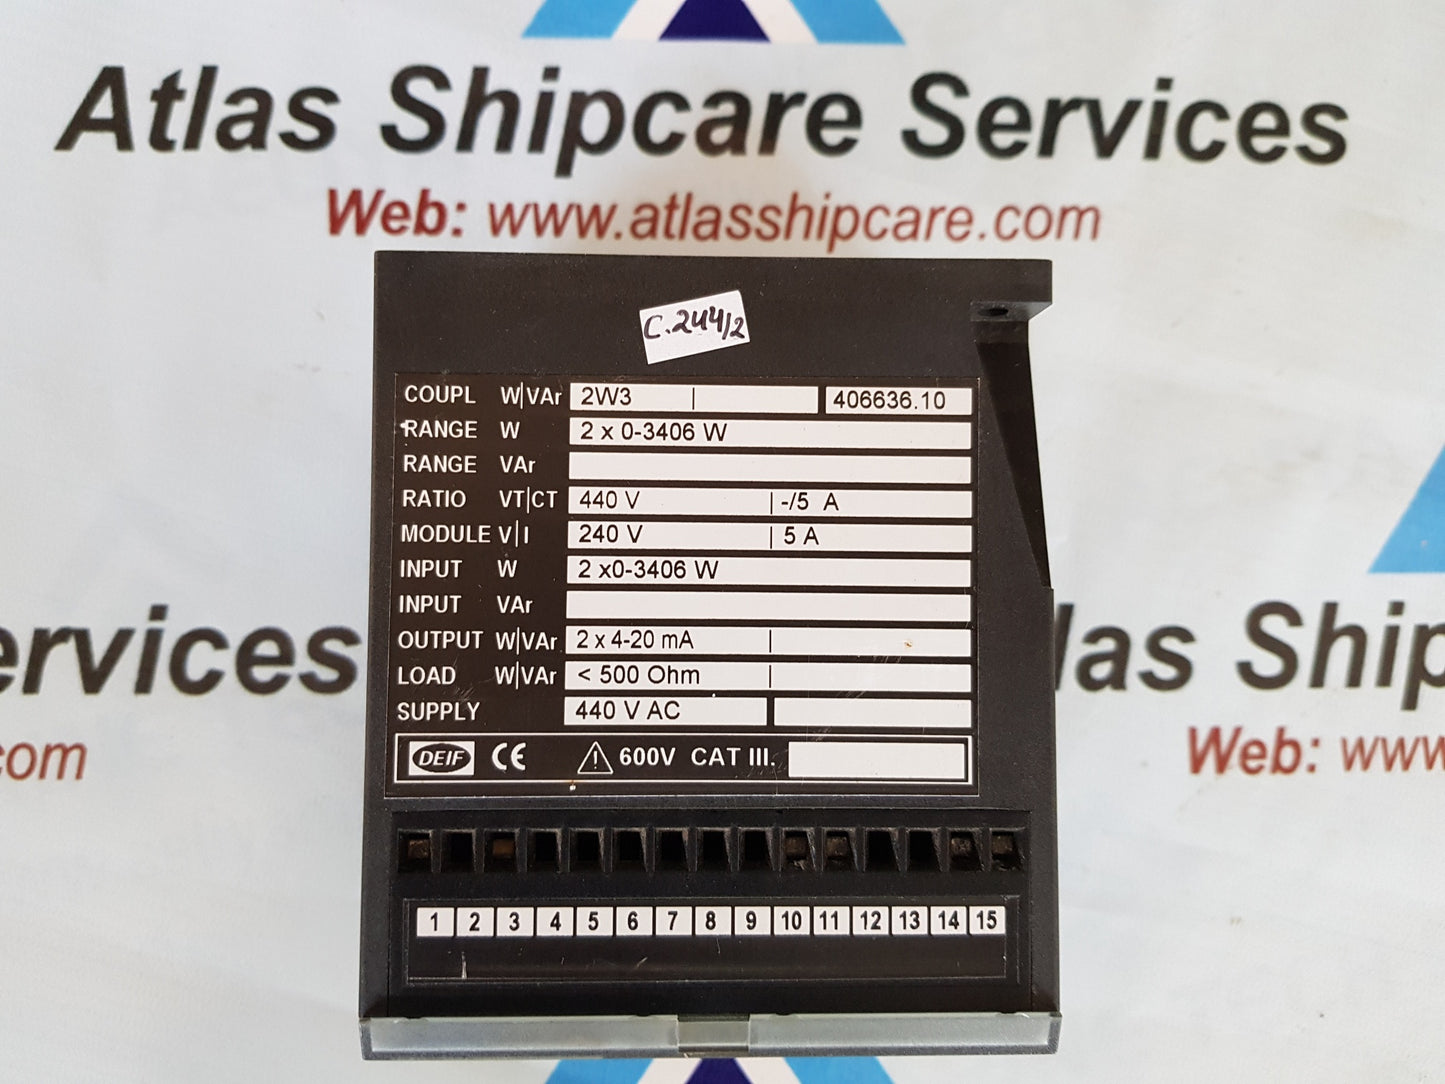 Atlas Shipcare Services
Web: www.atlasshipcare.com
C.244/2
COUPL W|VAr 2W3 | 406636.10
RANGE W 2 x 0-3406 W
RANGE VAr
RATIO VT|CT 440 V | -/5 A
MODULE V|I 240 V | 5 A
INPUT W 2 x0-3406 W
INPUT VAr
OUTPUT W|VAr 2 x 4-20 mA |
LOAD W|VAr < 500 Ohm |
SUPPLY 440 V AC
DEIF CE 600V CAT III.
1 2 3 4 5 6 7 8 9 10 11 12 13 14 15
ervices
las Ship
com
Web: www